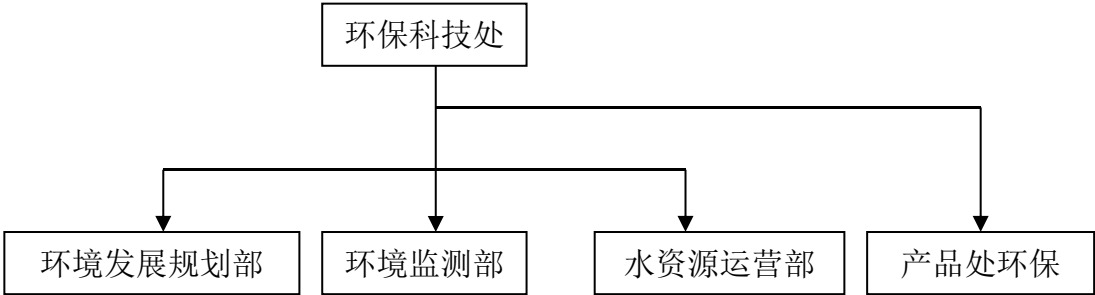 环保科技处
环境发展规划部
环境监测部
水资源运营部
产品处环保